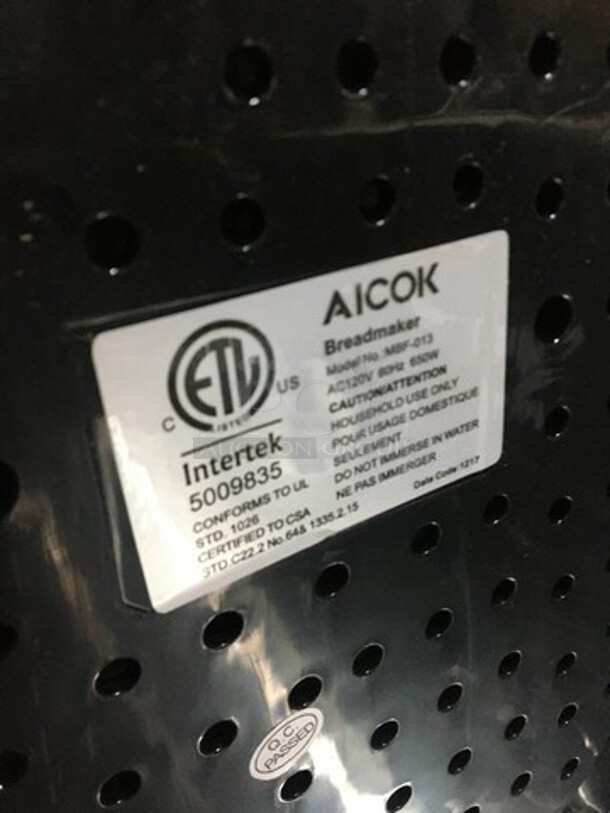 AICOK
Breadmaker
Model No.:MBF-013
AC120V 60Hz 650W
CAUTION/ATTENTION
HOUSEHOLD USE ONLY
POUR USAGE DOMESTIQUE
SEULEMENT
DO NOT IMMERSE IN WATER
NE PAS IMMERGER
Date Code:1217
ETL
C US
LISTED
Intertek
5009835
CONFORMS TO UL
STD. 1026
CERTIFIED TO CSA
STD C22.2 No.64& 1335.2.15
Q.C.
PASSED